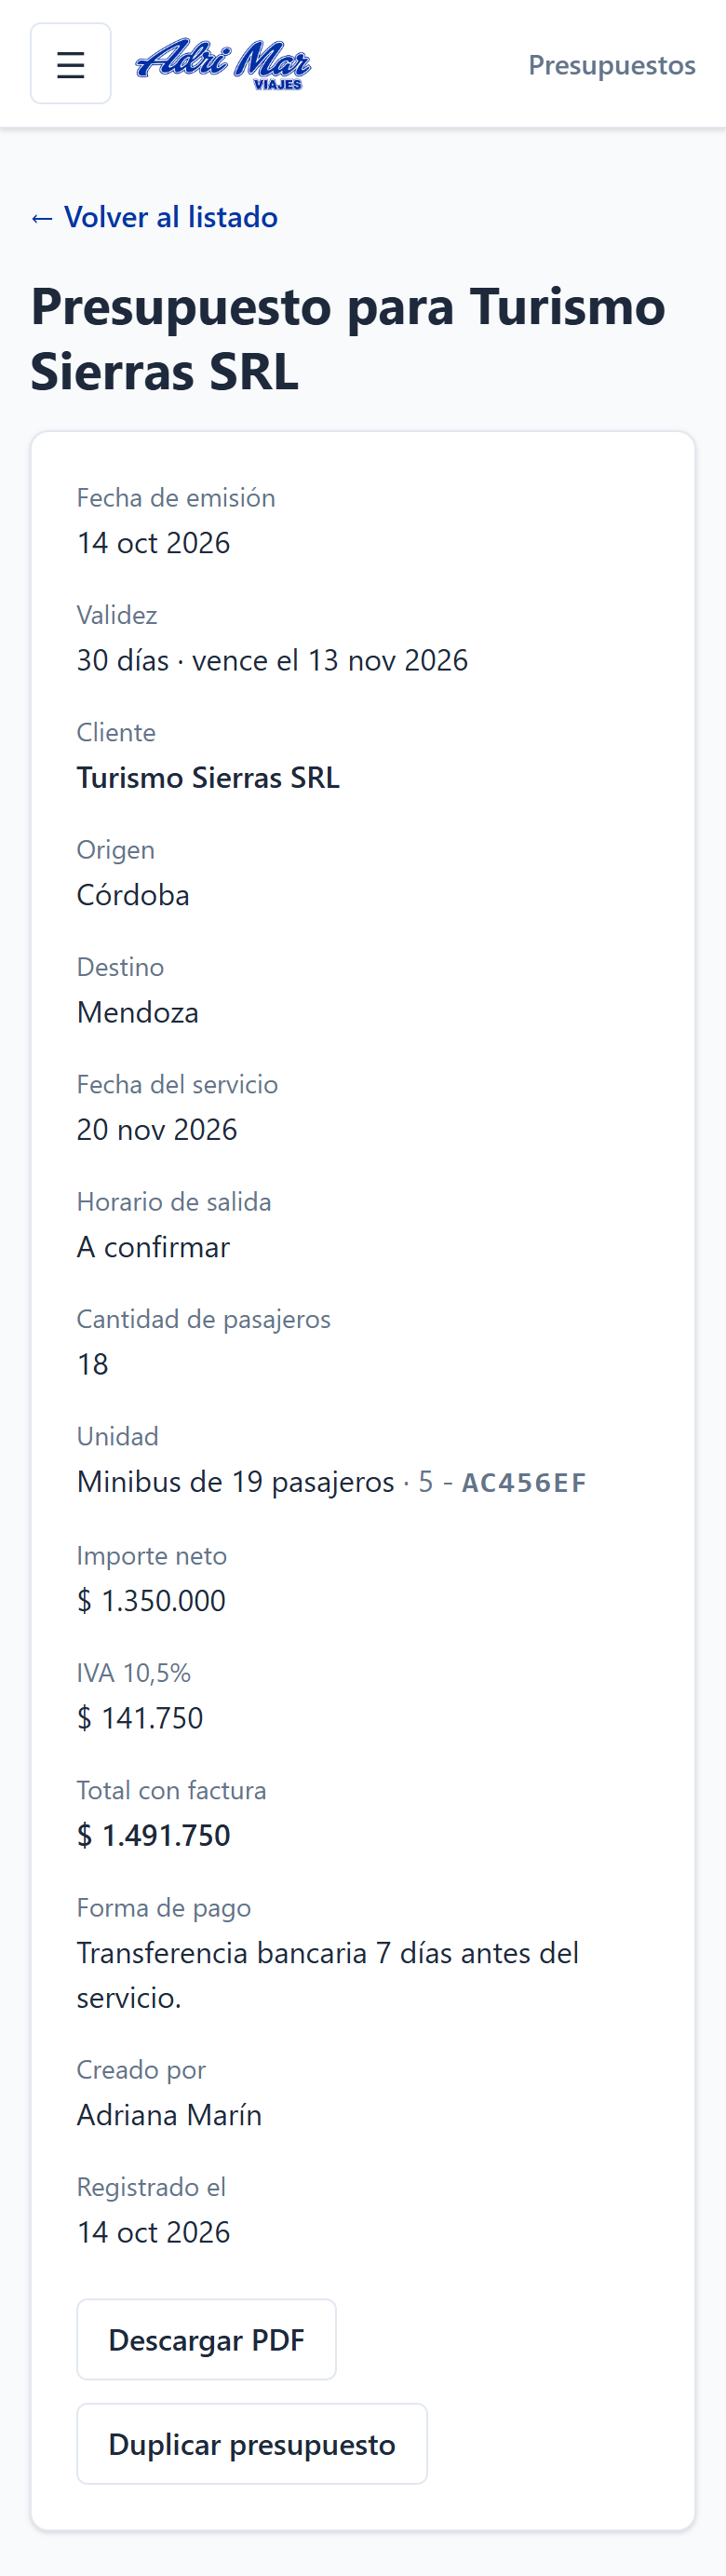 ☰
Adri Mar
VIAJES
Presupuestos
← Volver al listado
Presupuesto para Turismo
Sierras SRL
Fecha de emisión
14 oct 2026
Validez
30 días · vence el 13 nov 2026
Cliente
Turismo Sierras SRL
Origen
Córdoba
Destino
Mendoza
Fecha del servicio
20 nov 2026
Horario de salida
A confirmar
Cantidad de pasajeros
18
Unidad
Minibus de 19 pasajeros · 5 - AC456EF
Importe neto
$ 1.350.000
IVA 10,5%
$ 141.750
Total con factura
$ 1.491.750
Forma de pago
Transferencia bancaria 7 días antes del
servicio.
Creado por
Adriana Marín
Registrado el
14 oct 2026
Descargar PDF
Duplicar presupuesto